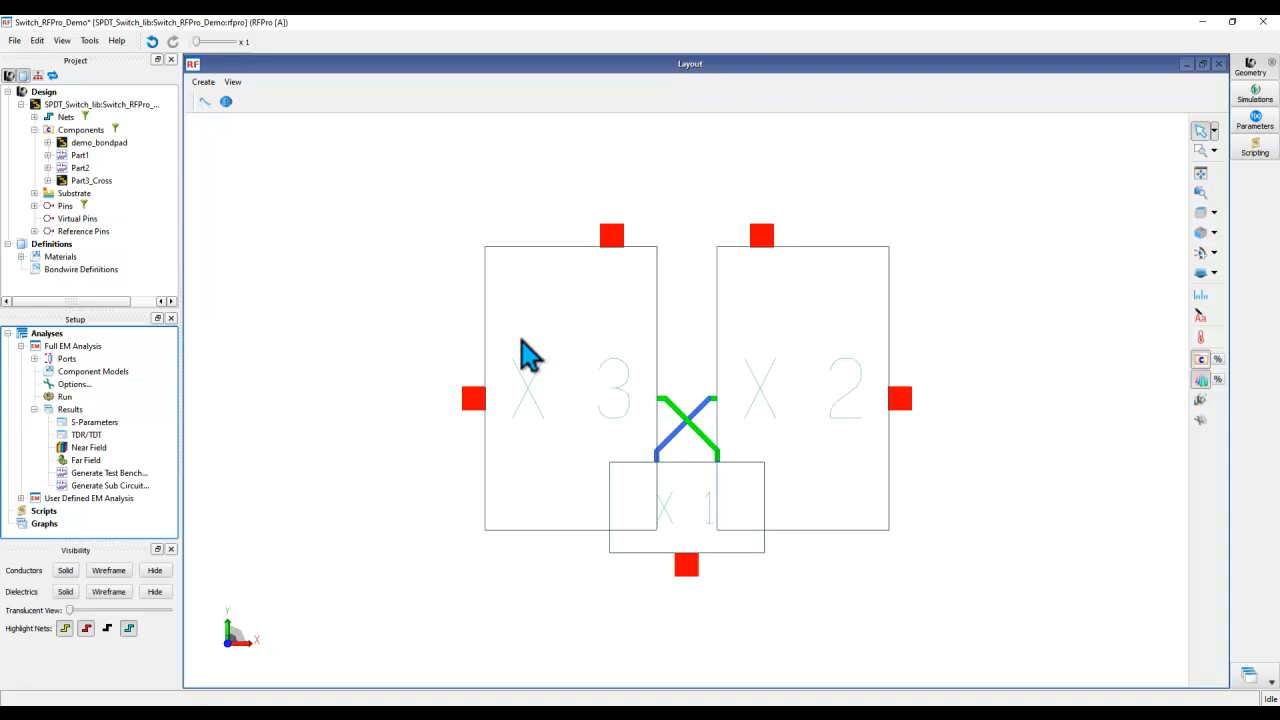 Switch_RFPro_Demo* [SPDT_Switch_lib:Switch_RFPro_Demo:rfpro] (RFPro [A])
File Edit View Tools Help x 1
Project
Design
SPDT_Switch_lib:Switch_RFPro_...
Nets
Components
demo_bondpad
Part1
Part2
Part3_Cross
Substrate
Pins
Virtual Pins
Reference Pins
Definitions
Materials
Bondwire Definitions
Setup
Analyses
Full EM Analysis
Ports
Component Models
Options...
Run
Results
S-Parameters
TDR/TDT
Near Field
Far Field
Generate Test Bench...
Generate Sub Circuit...
User Defined EM Analysis
Scripts
Graphs
Visibility
Conductors Solid Wireframe Hide
Dielectrics Solid Wireframe Hide
Translucent View:
Highlight Nets:
RF Layout
Create View
X 3 X 2
X 1
Y
X
Geometry
Simulations
Parameters
Scripting
Idle